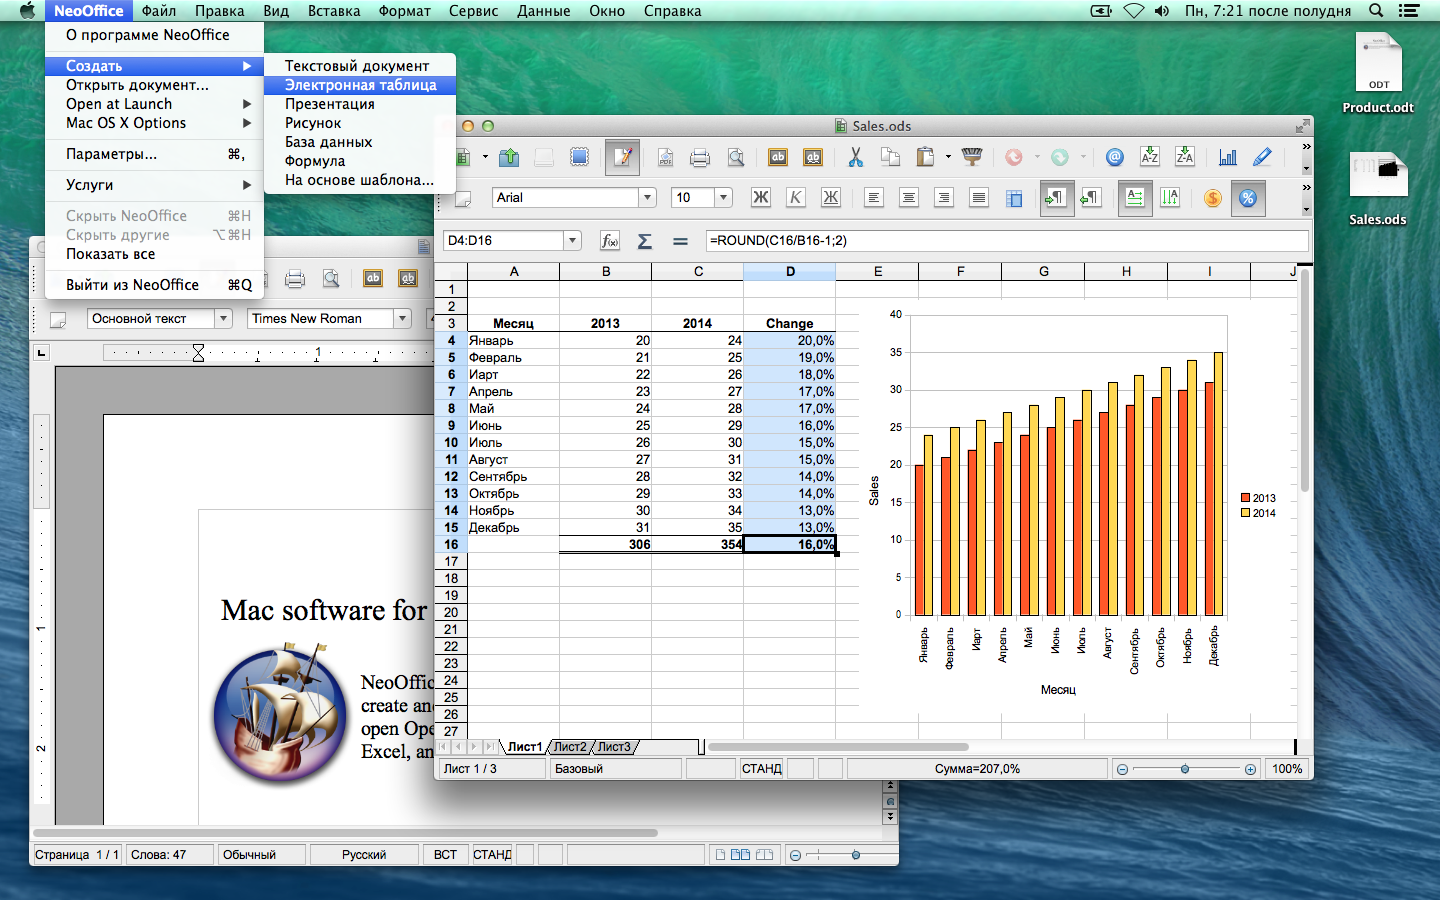 NeoOffice Файл Правка Вид Вставка Формат Сервис Данные Окно Справка Пн, 7:21 после полудня
О программе NeoOffice
Создать
Открыть документ...
Open at Launch
Mac OS X Options
Параметры... ⌘,
Услуги
Скрыть NeoOffice ⌘H
Скрыть другие ⌥⌘H
Показать все
Выйти из NeoOffice ⌘Q
Текстовый документ
Электронная таблица
Презентация
Рисунок
База данных
Формула
На основе шаблона...
ODT
Product.odt
Sales.ods
Sales.ods
PDF ab ab A-Z Z-A
Arial 10 Ж К Ж
D4:D16 f(x) Σ = =ROUND(C16/B16-1;2)
A B C D E F G H I J
1
2
3 Месяц 2013 2014 Change
4 Январь 20 24 20,0%
5 Февраль 21 25 19,0%
6 Иарт 22 26 18,0%
7 Апрель 23 27 17,0%
8 Май 24 28 17,0%
9 Июнь 25 29 16,0%
10 Июль 26 30 15,0%
11 Август 27 31 15,0%
12 Сентябрь 28 32 14,0%
13 Октябрь 29 33 14,0%
14 Ноябрь 30 34 13,0%
15 Декабрь 31 35 13,0%
16 306 354 16,0%
17
18
19
20
21
22
23
24
25
26
27
40
35
30
25
20
15
10
5
0
Sales
Январь Февраль Иарт Апрель Май Июнь Июль Август Сентябрь Октябрь Ноябрь Декабрь
Месяц
2013
2014
Лист1 Лист2 Лист3
Лист 1 / 3 Базовый СТАНД Сумма=207,0% 100%
ab ab
Основной текст Times New Roman
1
1
2
Mac software for
NeoOffic
create an
open Ope
Excel, an
Страница 1 / 1 Слова: 47 Обычный Русский ВСТ СТАНД